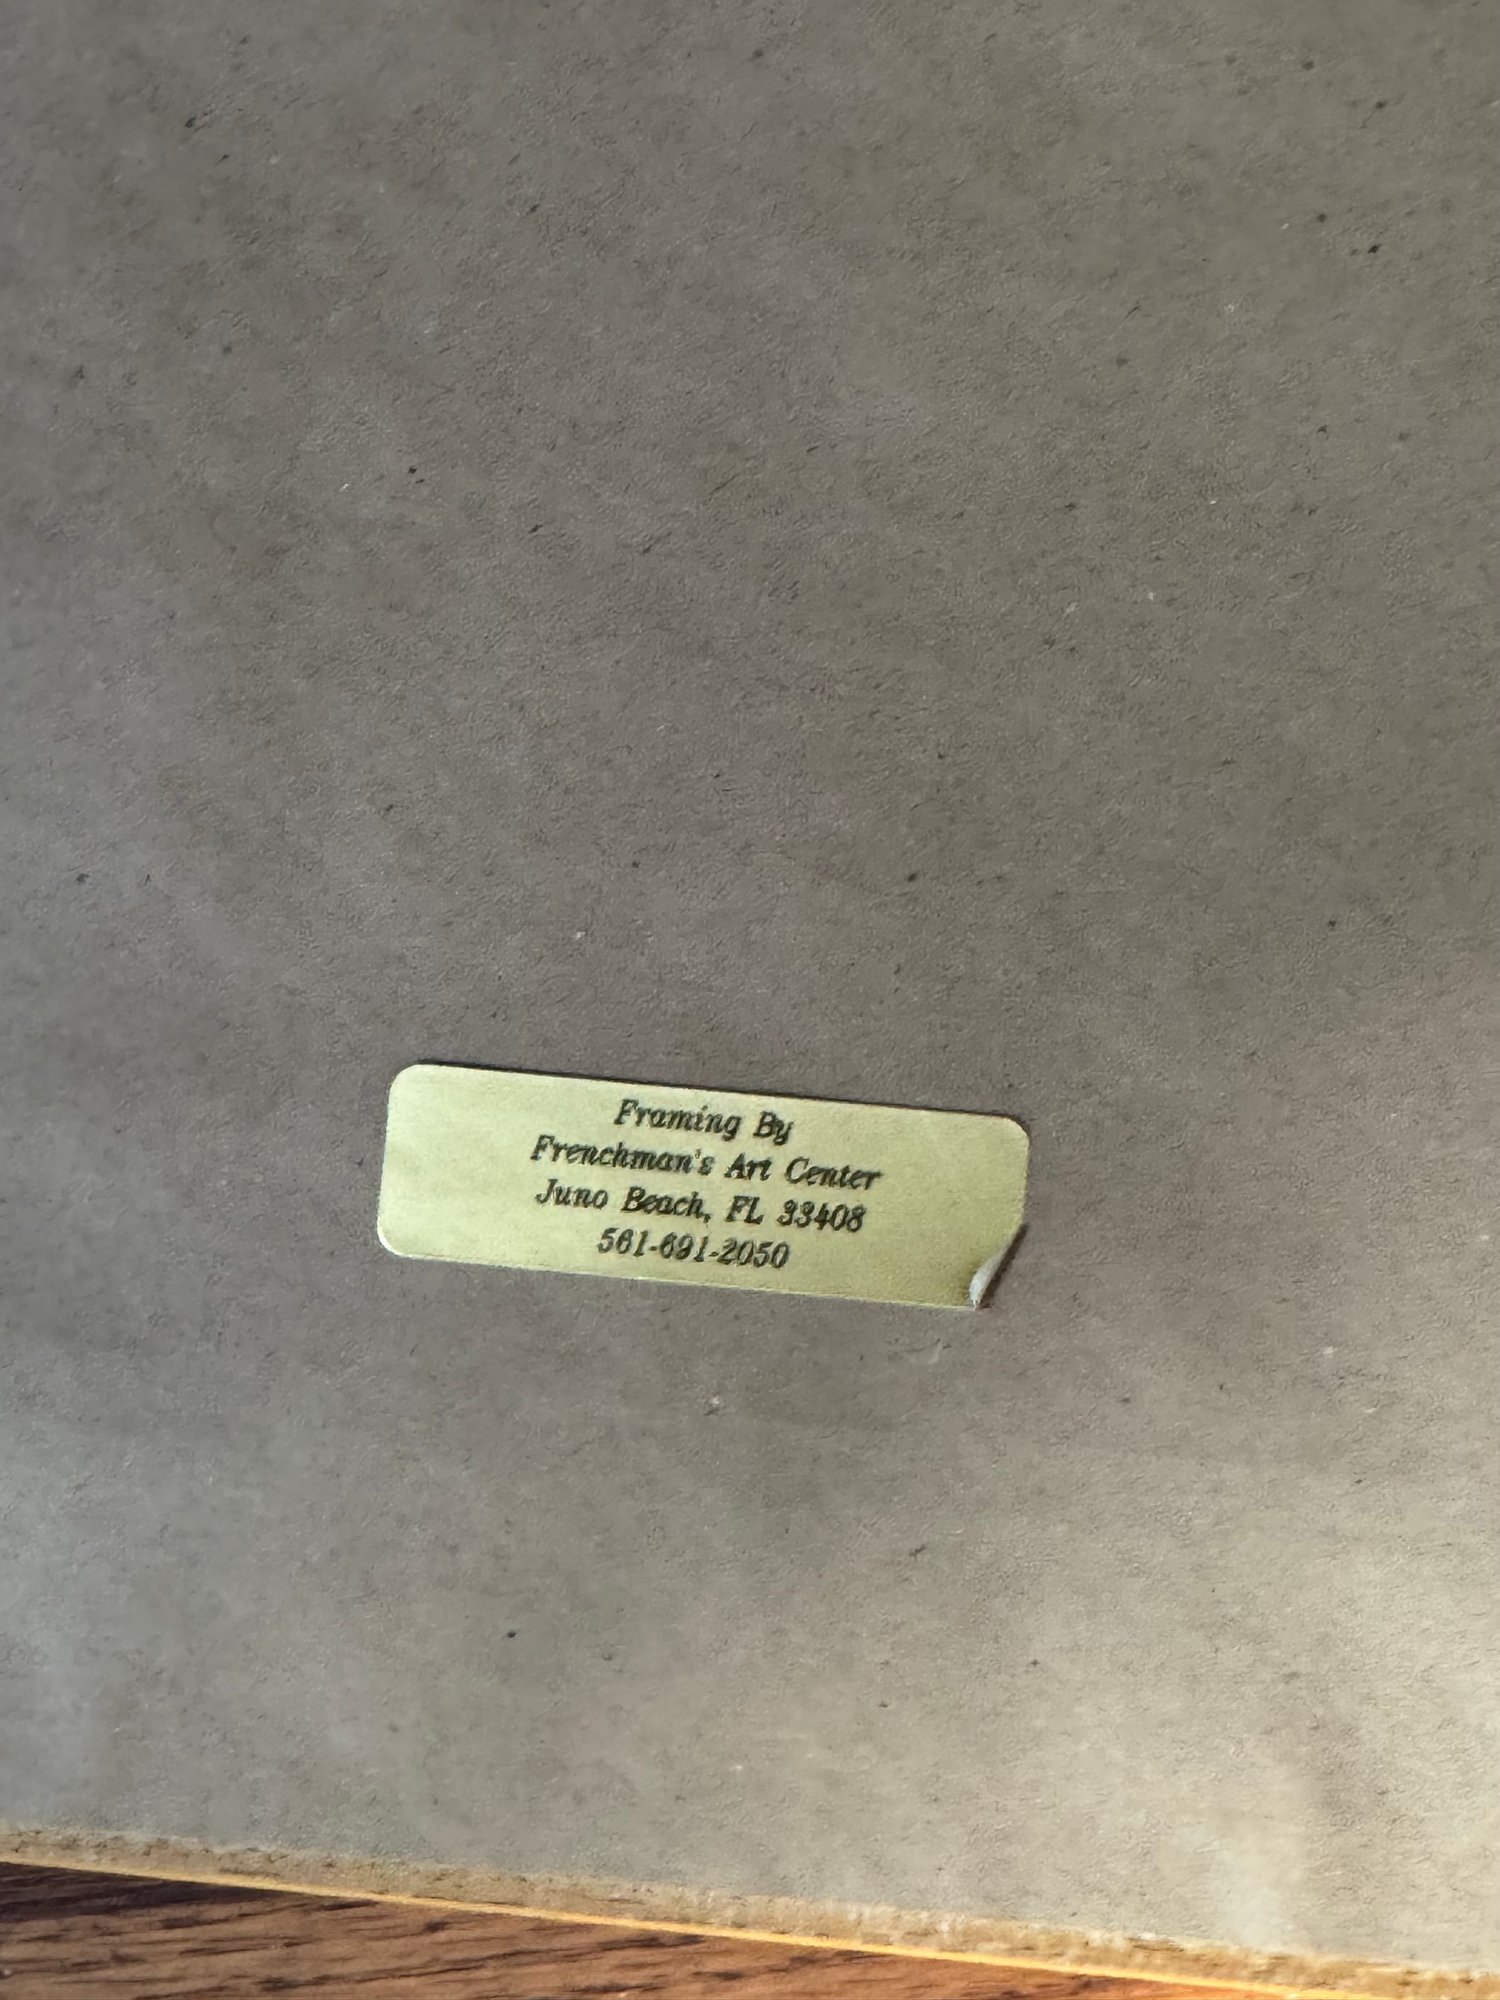 Framing By
Frenchman's Art Center
Juno Beach, FL 33408
561-691-2050